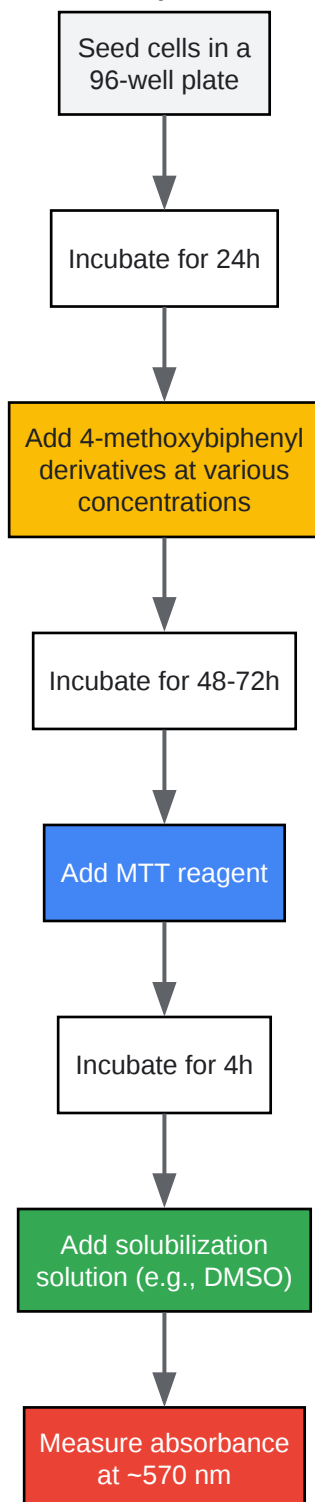 Seed cells in a
96-well plate
Incubate for 24h
Add 4-methoxybiphenyl
derivatives at various
concentrations
Incubate for 48-72h
Add MTT reagent
Incubate for 4h
Add solubilization
solution (e.g., DMSO)
Measure absorbance
at ~570 nm